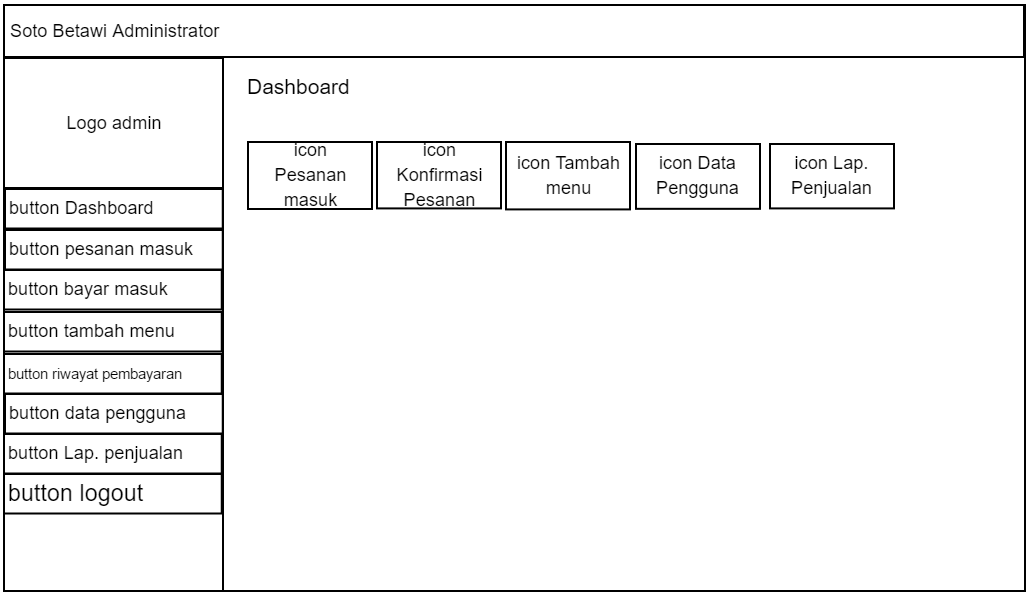 Soto Betawi Administrator
Logo admin
button Dashboard
button pesanan masuk
button bayar masuk
button tambah menu
button riwayat pembayaran
button data pengguna
button Lap. penjualan
button logout
Dashboard
icon
Pesanan
masuk
icon
Konfirmasi
Pesanan
icon Tambah
menu
icon Data
Pengguna
icon Lap.
Penjualan